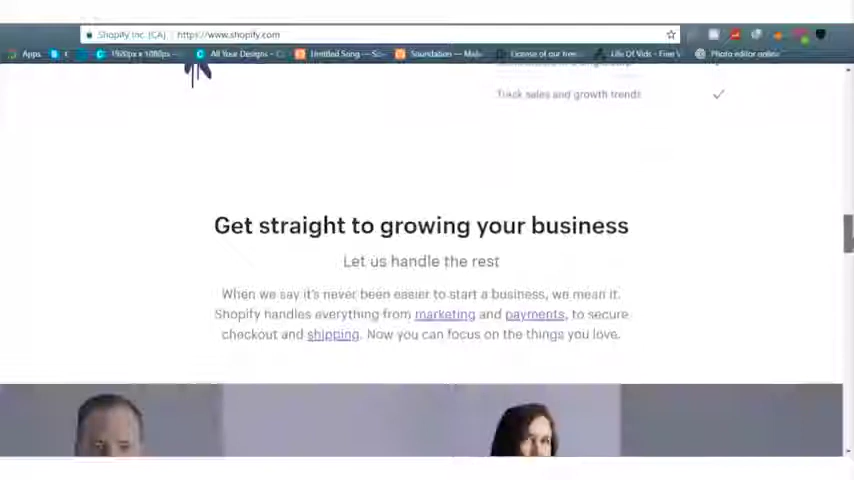 Shopify Inc. [CA] | https://www.shopify.com
Apps 1920px x 1080px - All Your Designs - C Untitled Song - So Soundation - Mak License of our free Life Of Vids - Free V Photo editor online
Track sales and growth trends
Get straight to growing your business
Let us handle the rest
When we say it's never been easier to start a business, we mean it.
Shopify handles everything from marketing and payments, to secure
checkout and shipping. Now you can focus on the things you love.